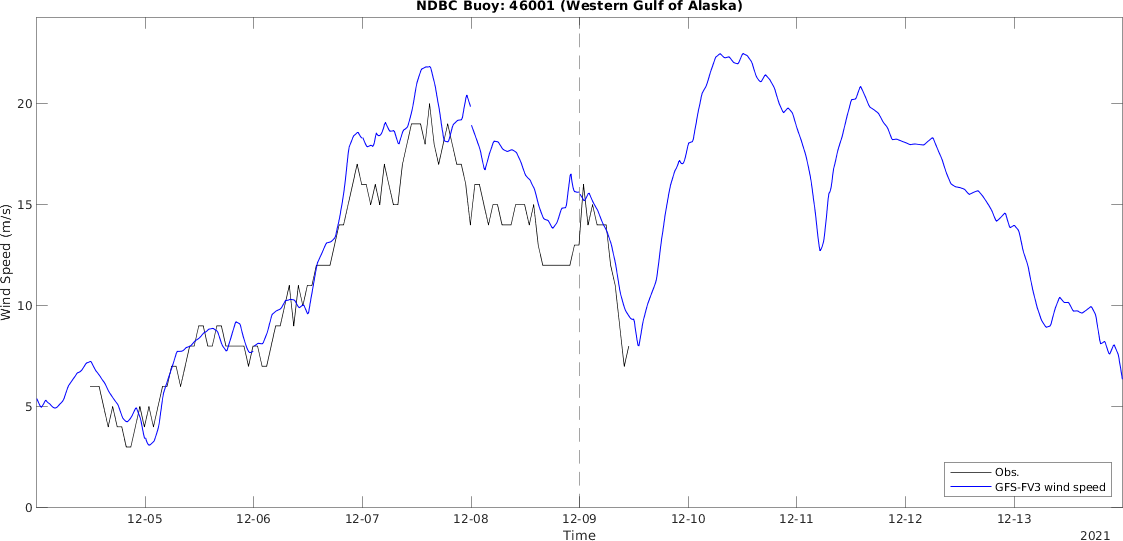 NDBC Buoy: 46001 (Western Gulf of Alaska)
20
15
10
5
0
Wind Speed (m/s)
12-05 12-06 12-07 12-08 12-09 12-10 12-11 12-12 12-13
Time
2021
Obs.
GFS-FV3 wind speed